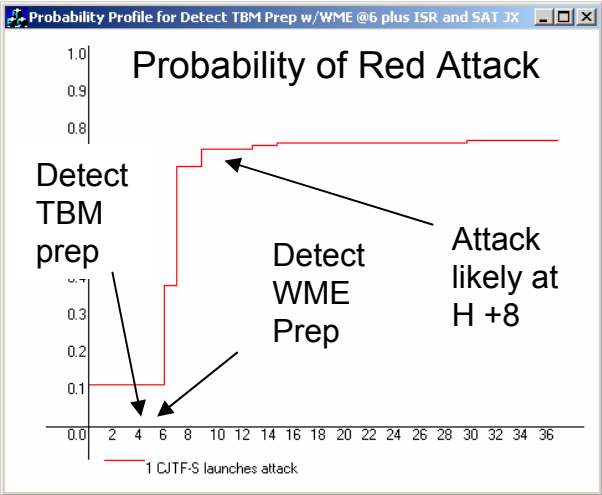 Probability Profile for Detect TBM Prep w/WME @6 plus ISR and SAT JX
Probability of Red Attack
1.0
0.9
0.8
Detect
TBM
prep
Detect
WME
Prep
Attack
likely at
H +8
0.3
0.2
0.1
0.0 2 4 6 8 10 12 14 16 18 20 22 24 26 28 30 32 34 36
1 CJTF-S launches attack